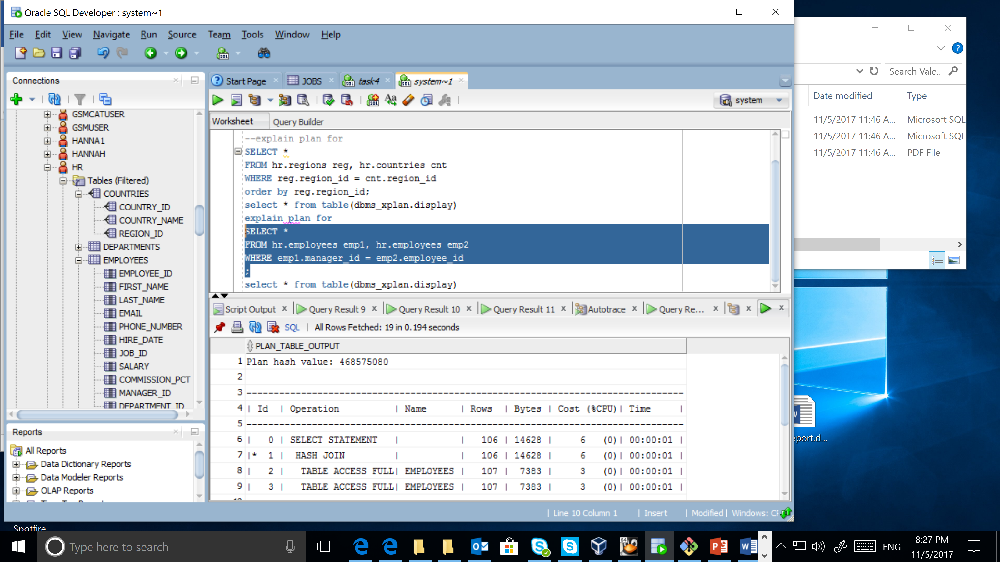 Oracle SQL Developer : system~1
File Edit View Navigate Run Source Team Tools Window Help
Connections
GSMCATUSER
GSMUSER
HANNA1
HANNAH
HR
Tables (Filtered)
COUNTRIES
COUNTRY_ID
COUNTRY_NAME
REGION_ID
DEPARTMENTS
EMPLOYEES
EMPLOYEE_ID
FIRST_NAME
LAST_NAME
EMAIL
PHONE_NUMBER
HIRE_DATE
JOB_ID
SALARY
COMMISSION_PCT
MANAGER_ID
DEPARTMENT_ID
Reports
All Reports
Data Dictionary Reports
Data Modeler Reports
OLAP Reports
Start Page JOBS task4 system~1
system
Worksheet Query Builder
--explain plan for
SELECT *
FROM hr.regions reg, hr.countries cnt
WHERE reg.region_id = cnt.region_id
order by reg.region_id;
select * from table(dbms_xplan.display)
explain plan for
SELECT *
FROM hr.employees emp1, hr.employees emp2
WHERE emp1.manager_id = emp2.employee_id
;
select * from table(dbms_xplan.display)
Script Output Query Result 9 Query Result 10 Query Result 11 Autotrace Query Re...
SQL All Rows Fetched: 19 in 0.194 seconds
PLAN_TABLE_OUTPUT
1 Plan hash value: 468575080
2
3 --------------------------------------------------------------------------------
4 | Id | Operation | Name | Rows | Bytes | Cost (%CPU)| Time |
5 --------------------------------------------------------------------------------
6 | 0 | SELECT STATEMENT | | 106 | 14628 | 6 (0)| 00:00:01 |
7 |* 1 | HASH JOIN | | 106 | 14628 | 6 (0)| 00:00:01 |
8 | 2 | TABLE ACCESS FULL| EMPLOYEES | 107 | 7383 | 3 (0)| 00:00:01 |
9 | 3 | TABLE ACCESS FULL| EMPLOYEES | 107 | 7383 | 3 (0)| 00:00:01 |
Line 10 Column 1 Insert Modified Windows:
Search Vale...
Date modified Type
11/5/2017 11:46 A... Microsoft SQL
11/5/2017 11:46 A... Microsoft SQL
11/5/2017 11:46 A... PDF File
eport.d...
Spotfire
Type here to search
64
ENG
8:27 PM
11/5/2017